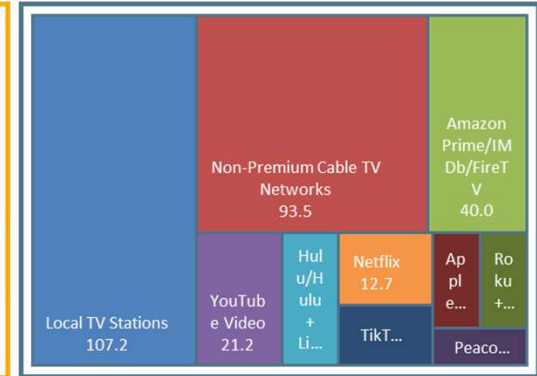 Local TV Stations
107.2
Non-Premium Cable TV
Networks
93.5
Amazon
Prime/IM
Db/FireT
V
40.0
YouTub
e Video
21.2
Hul
u/H
ulu
+
Li...
Netflix
12.7
TikT...
Ap
pl
e...
Ro
ku
+...
Peaco...